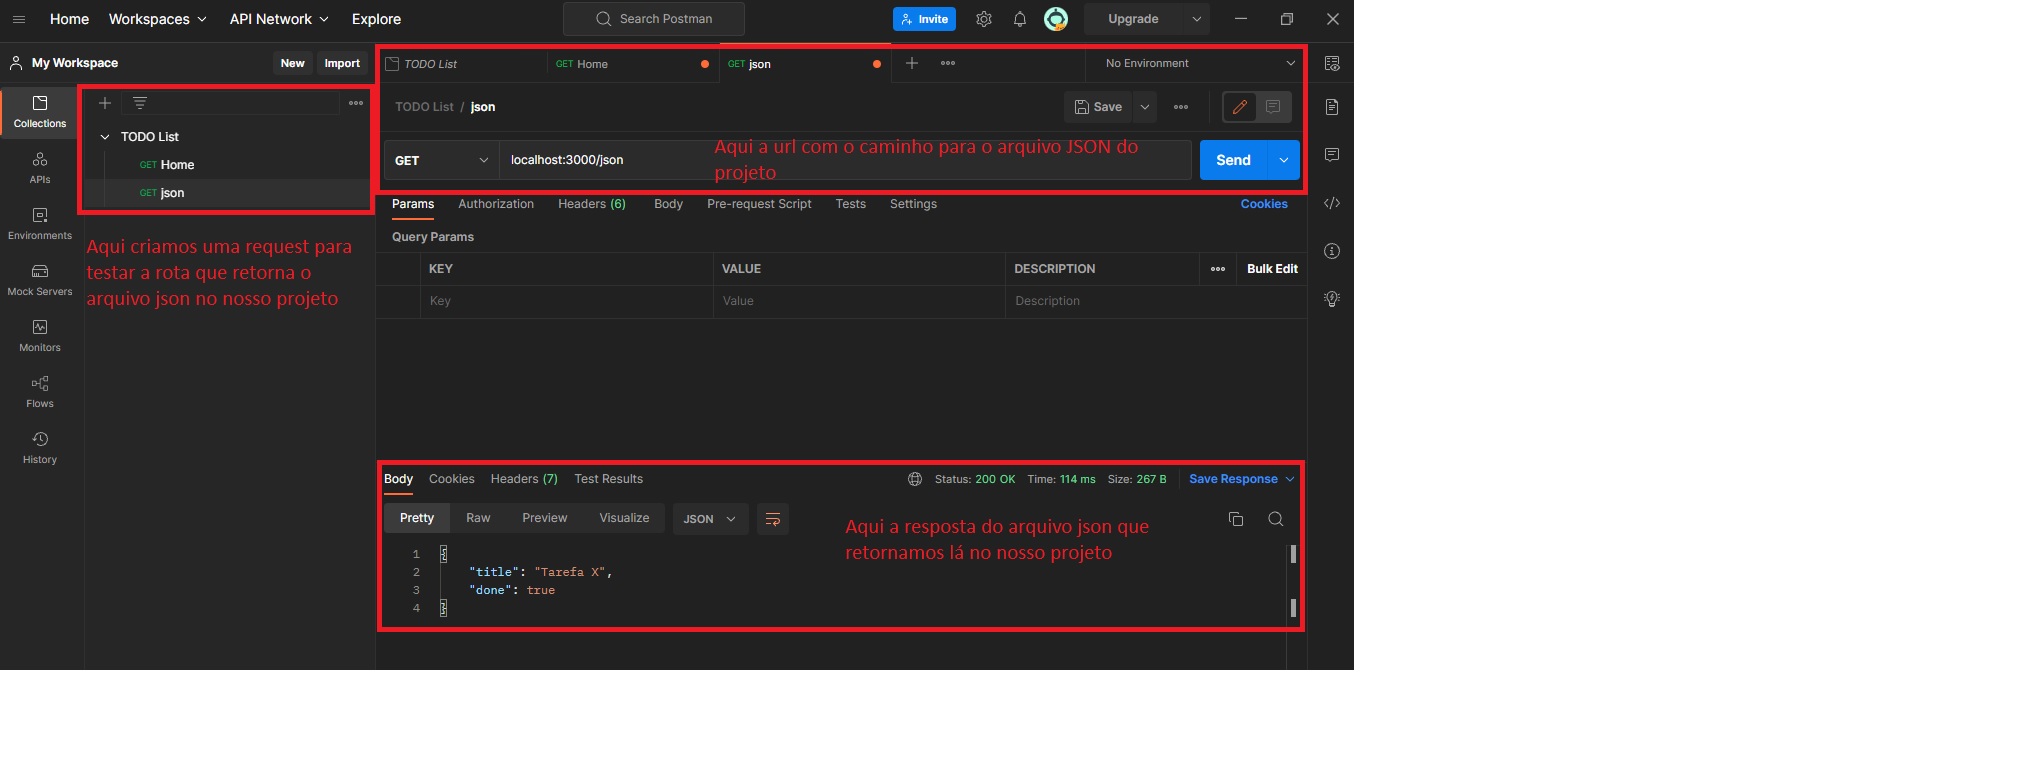 Home Workspaces API Network Explore Search Postman Invite Upgrade
My Workspace New Import
TODO List GET Home GET json No Environment
Collections
APIs
Environments
Mock Servers
Monitors
Flows
History
TODO List
GET Home
GET json
Aqui criamos uma request para
testar a rota que retorna o
arquivo json no nosso projeto
TODO List / json Save
GET localhost:3000/json Send
Aqui a url com o caminho para o arquivo JSON do
projeto
Params Authorization Headers (6) Body Pre-request Script Tests Settings Cookies
Query Params
KEY VALUE DESCRIPTION Bulk Edit
Key Value Description
Body Cookies Headers (7) Test Results Status: 200 OK Time: 114 ms Size: 267 B Save Response
Pretty Raw Preview Visualize JSON
Aqui a resposta do arquivo json que
retornamos lá no nosso projeto
1 {
2 "title": "Tarefa X",
3 "done": true
4 }